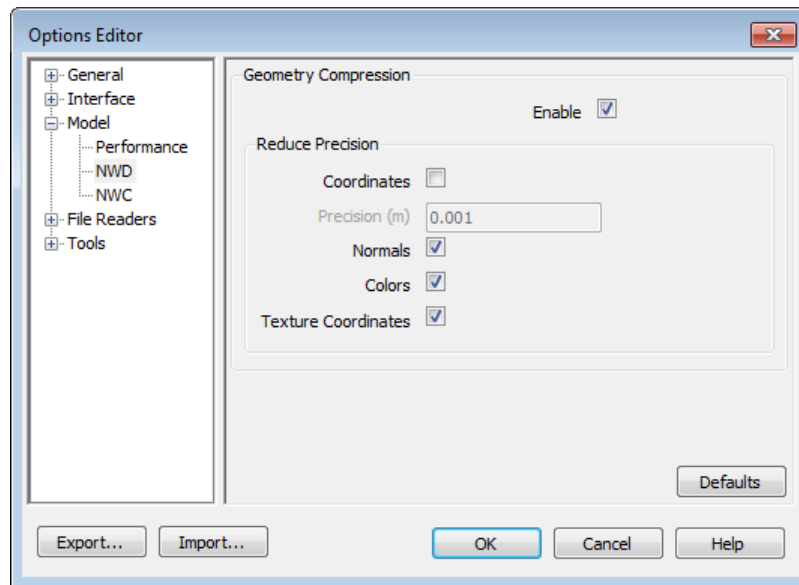 Options Editor
General
Interface
Model
Performance
NWD
NWC
File Readers
Tools
Geometry Compression
Enable
Reduce Precision
Coordinates
Precision (m) 0.001
Normals
Colors
Texture Coordinates
Defaults
Export... Import... OK Cancel Help